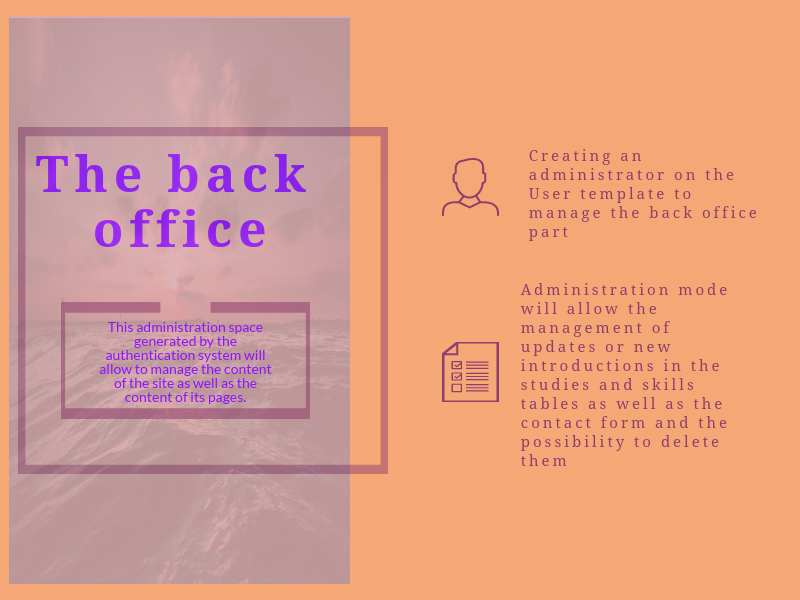 The back
office
This administration space
generated by the
authentication system will
allow to manage the content
of the site as well as the
content of its pages.
Creating an
administrator on the
User template to
manage the back office
part
Administration mode
will allow the
management of
updates or new
introductions in the
studies and skills
tables as well as the
contact form and the
possibility to delete
them